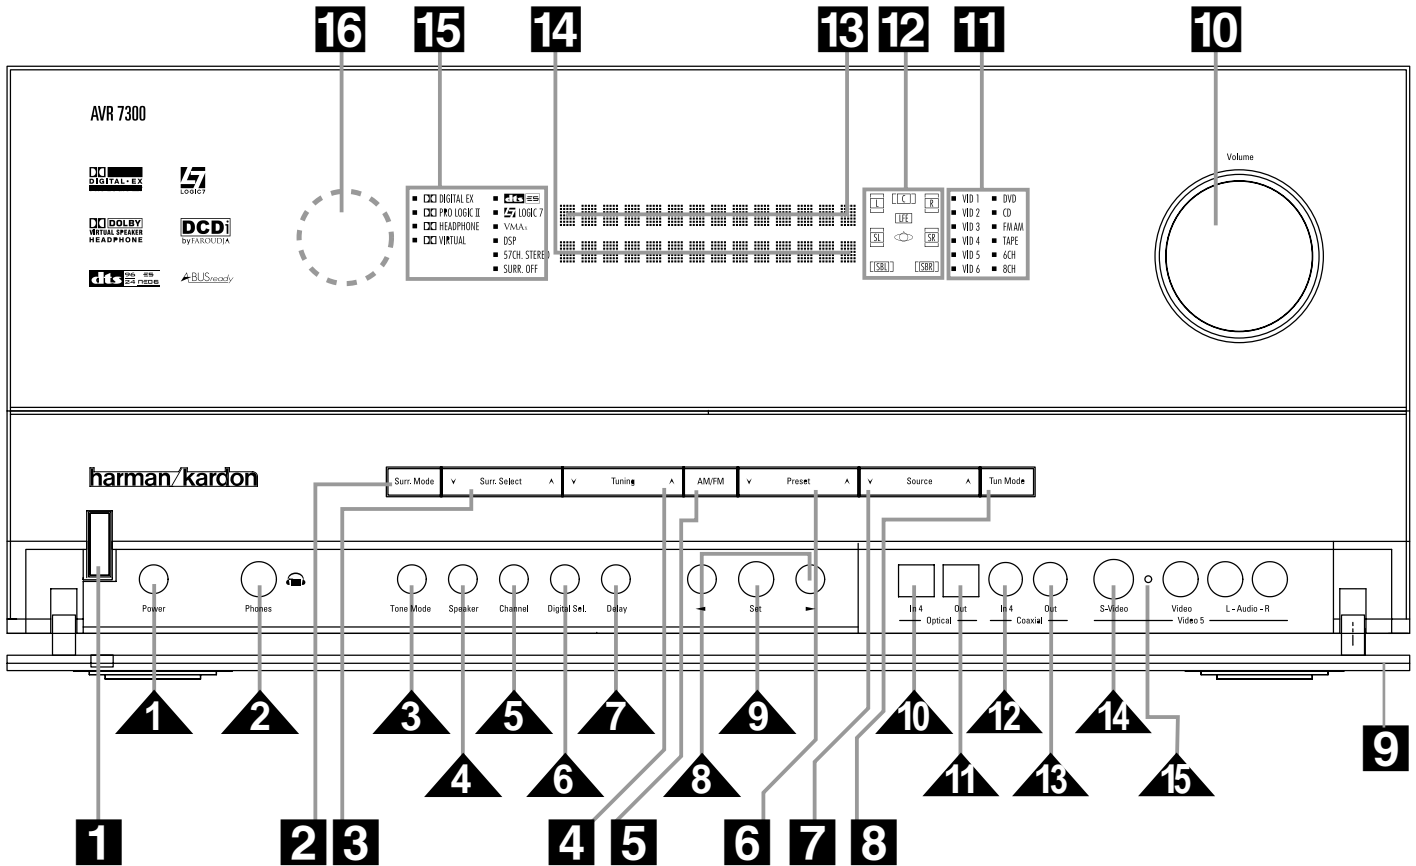 16 15 14 13 12 11 10
AVR 7300
Volume
DIGITAL•EX
LOGIC7
DOLBY
VIRTUAL SPEAKER
HEADPHONE
DCDi
by FAROUDJA
dts 96 ES
24 NEO:6
A-BUSready
DIGITAL EX
PRO LOGIC II
HEADPHONE
VIRTUAL
dts ES
LOGIC 7
VMAx
DSP
57CH. STEREO
SURR. OFF
L C R
LFE
SL SR
SBL SBR
VID 1 DVD
VID 2 CD
VID 3 FM AM
VID 4 TAPE
VID 5 6CH
VID 6 8CH
harman/kardon
Surr. Mode ˅ Surr. Select ˄ ˅ Tuning ˄ AM/FM ˅ Preset ˄ ˅ Source ˄ Tun Mode
Power Phones Tone Mode Speaker Channel Digital Sel. Delay ◄ Set ► In 4 Out In 4 Out S-Video Video L - Audio - R
Optical Coaxial Video 5
1 2 3 5 7 9 10 12 14
4 6 8 11 13 15
9
1 2 3 4 5 6 7 8